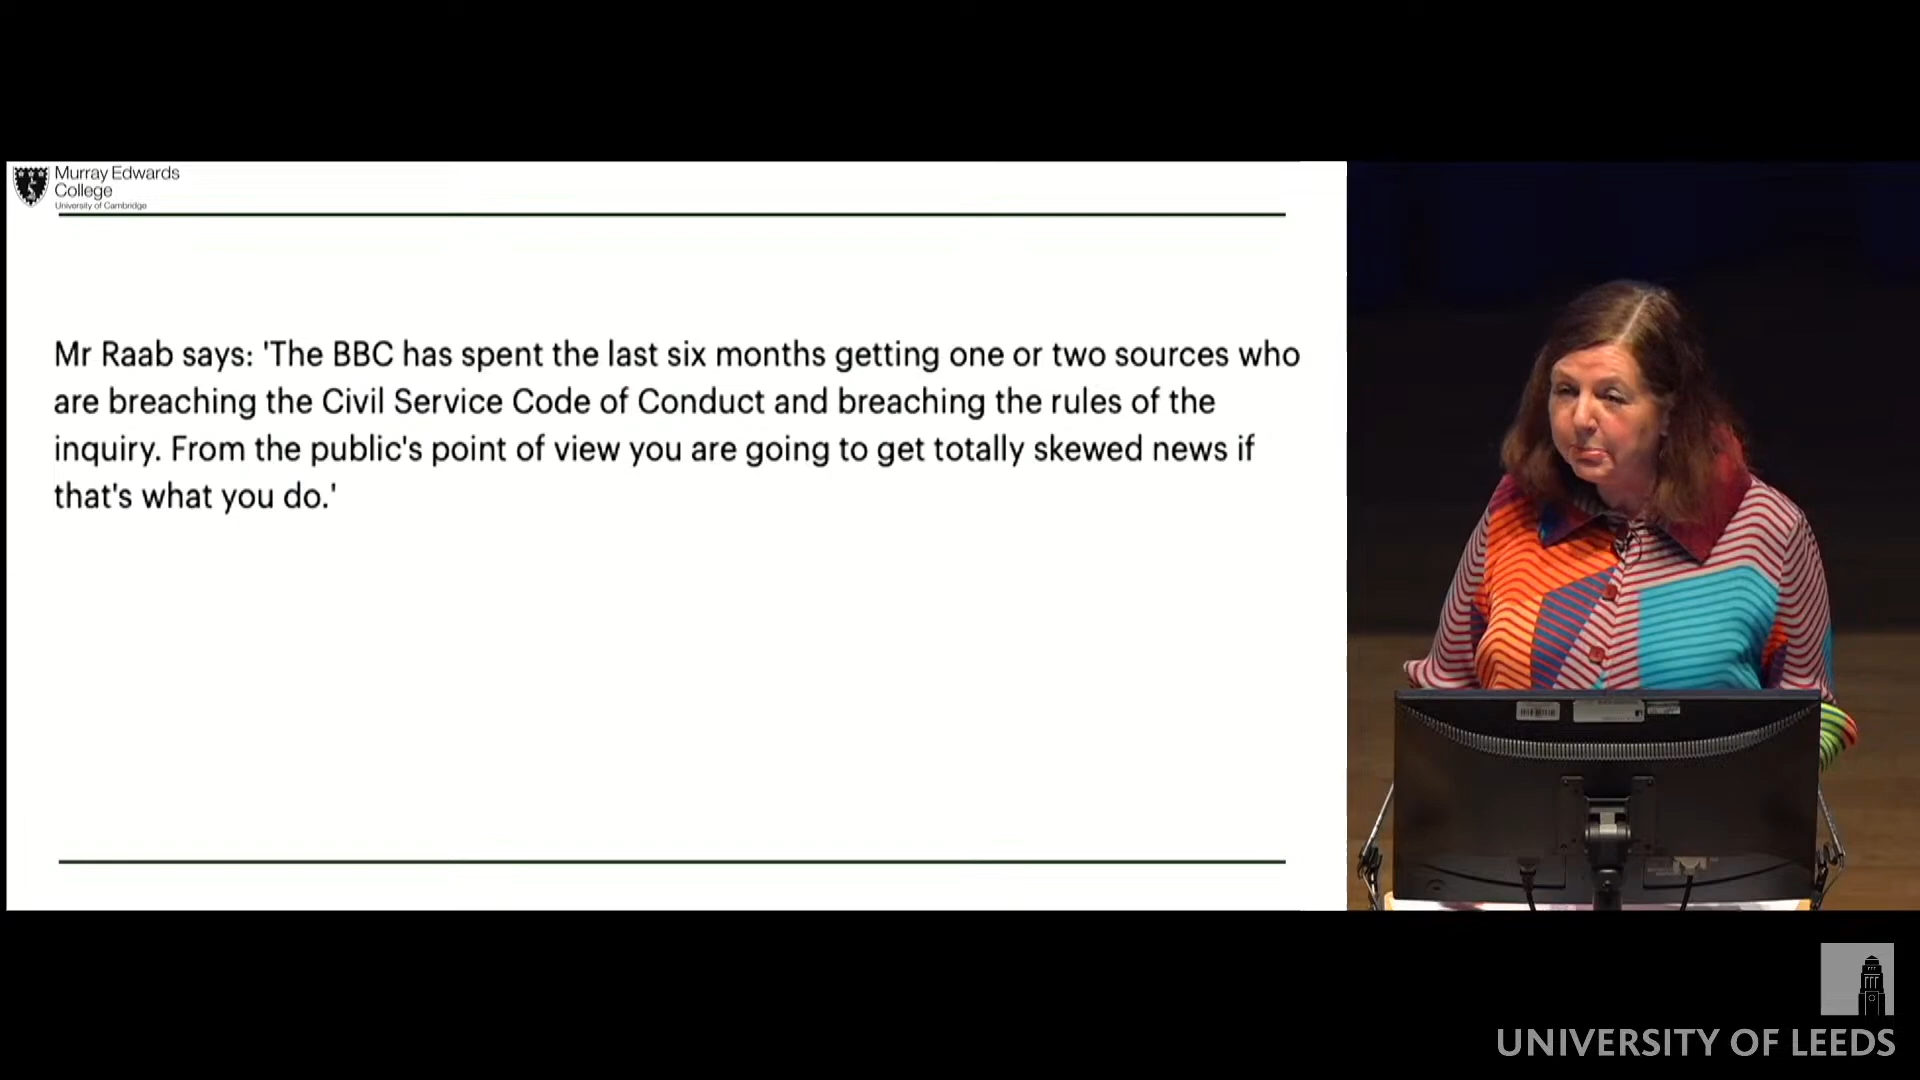 Murray Edwards
College
University of Cambridge
Mr Raab says: 'The BBC has spent the last six months getting one or two sources who
are breaching the Civil Service Code of Conduct and breaching the rules of the
inquiry. From the public's point of view you are going to get totally skewed news if
that's what you do.'
UNIVERSITY OF LEEDS